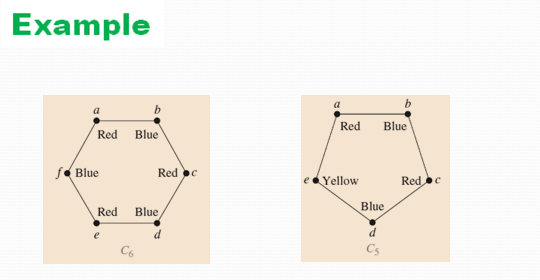 Example
a b
Red Blue
f Blue Red c
Red Blue
e d
C6
a b
Red Blue
e Yellow Red c
Blue
d
C5